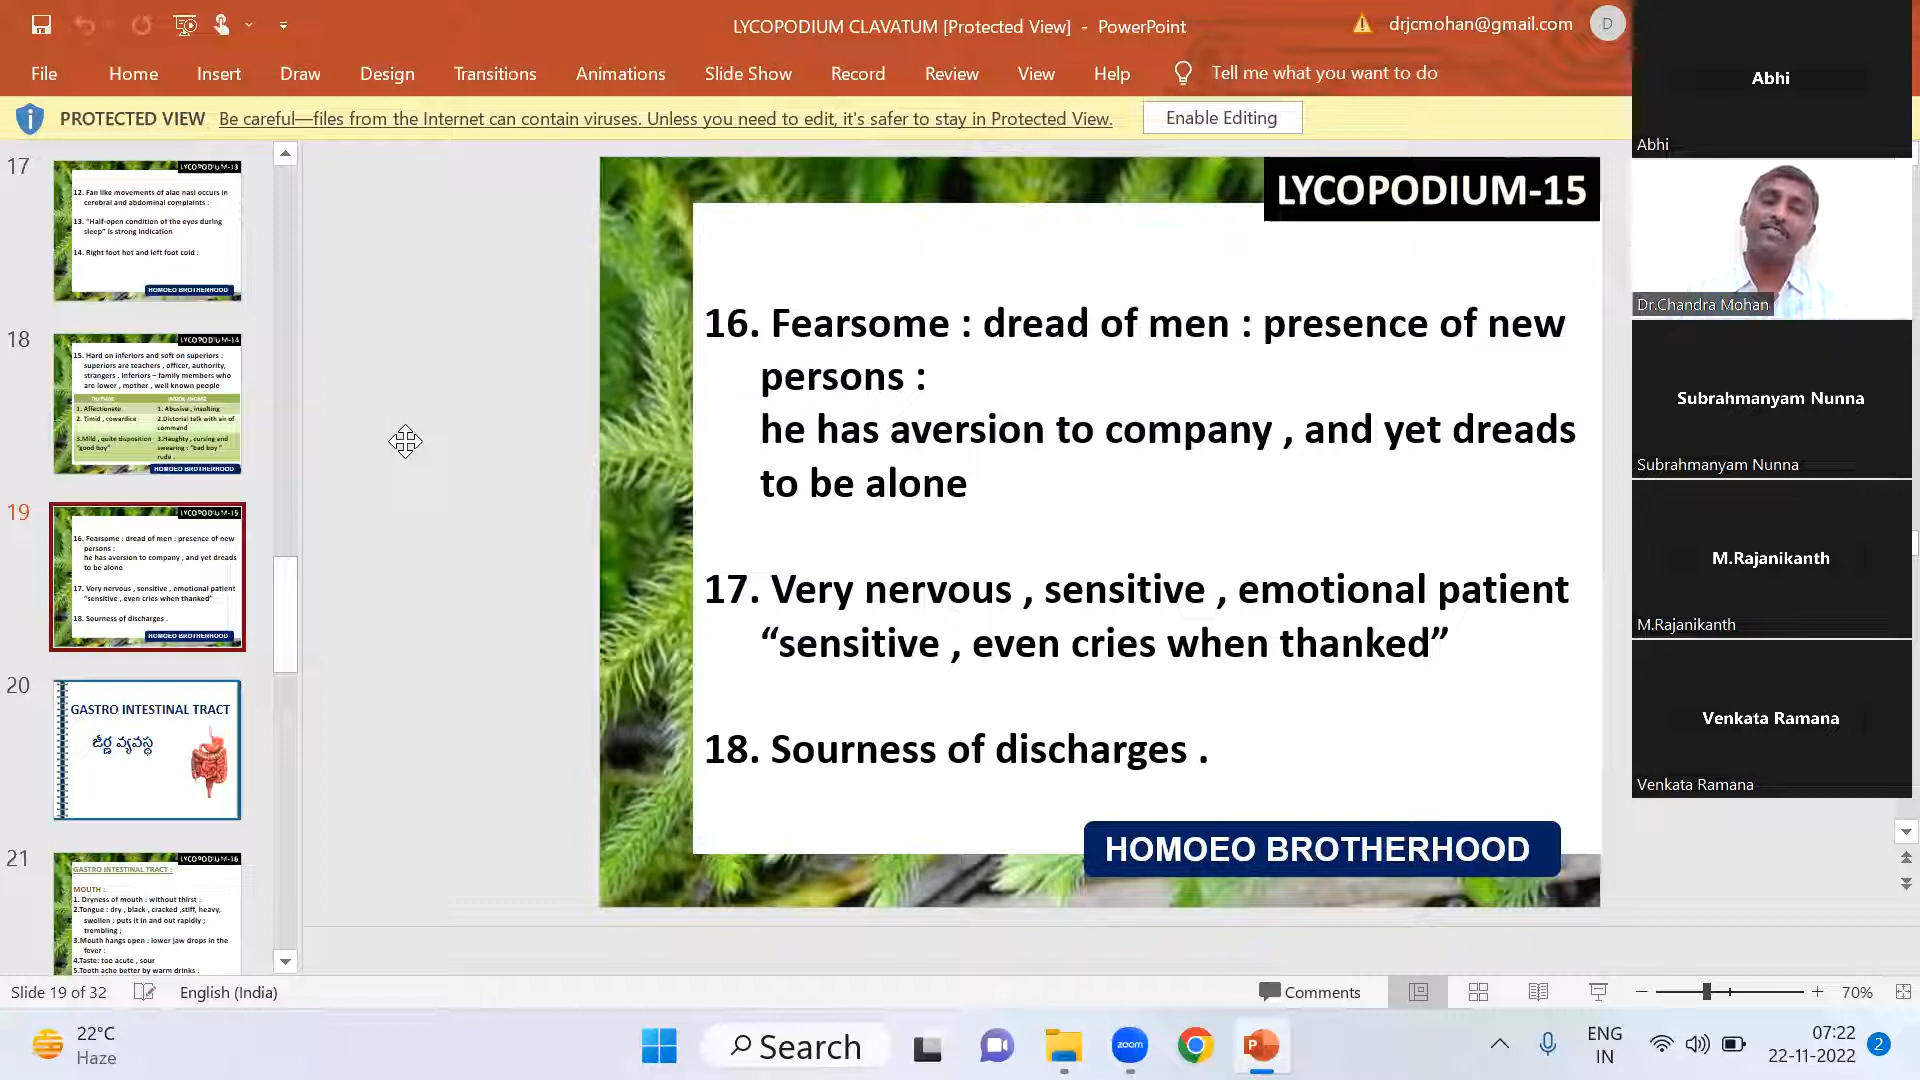 LYCOPODIUM CLAVATUM [Protected View] - PowerPoint
drjcmohan@gmail.com
D
File Home Insert Draw Design Transitions Animations Slide Show Record Review View Help Tell me what you want to do
PROTECTED VIEW Be careful—files from the Internet can contain viruses. Unless you need to edit, it's safer to stay in Protected View. Enable Editing
17
LYCOPODIUM-13
12. Fan like movements of alae nasi occurs in
cerebral and abdominal complaints :
13. “Half-open condition of the eyes during
sleep” is strong indication
14. Right foot hot and left foot cold :
HOMOEO BROTHERHOOD
18
LYCOPODIUM-14
15. Hard on inferiors and soft on superiors :
superiors are teachers , officer, authority,
strangers . Inferiors – family members who
are lower , mother , well known people
1. Affectionate 1. Abusive , insulting
2. Timid , cowardice 2.Dictorial talk with air of
command
3.Mild , quite disposition 3.Haughty , cursing and
“good boy” swearing : “bad boy ”
rude .
HOMOEO BROTHERHOOD
19
LYCOPODIUM-15
16. Fearsome : dread of men : presence of new
persons :
he has aversion to company , and yet dreads
to be alone
17. Very nervous , sensitive , emotional patient
“sensitive , even cries when thanked”
18. Sourness of discharges .
HOMOEO BROTHERHOOD
20
GASTRO INTESTINAL TRACT
జీర్ణ వ్యవస్థ
21
LYCOPODIUM-16
GASTRO INTESTINAL TRACT :
MOUTH :
1. Dryness of mouth : without thirst :
2.Tongue : dry , black , cracked ,stiff, heavy,
swollen : puts it in and out rapidly ;
trembling ;
3.Mouth hangs open : lower jaw drops in the
fever :
4.Taste: too acute , sour
5.Tooth ache better by warm drinks :
LYCOPODIUM-15
16. Fearsome : dread of men : presence of new
persons :
he has aversion to company , and yet dreads
to be alone
17. Very nervous , sensitive , emotional patient
“sensitive , even cries when thanked”
18. Sourness of discharges .
HOMOEO BROTHERHOOD
Abhi
Abhi
Dr.Chandra Mohan
Subrahmanyam Nunna
Subrahmanyam Nunna
M.Rajanikanth
M.Rajanikanth
Venkata Ramana
Venkata Ramana
Slide 19 of 32 English (India) Comments 70%
22°C
Haze
Search
zoom
P
ENG
IN
07:22
22-11-2022
2